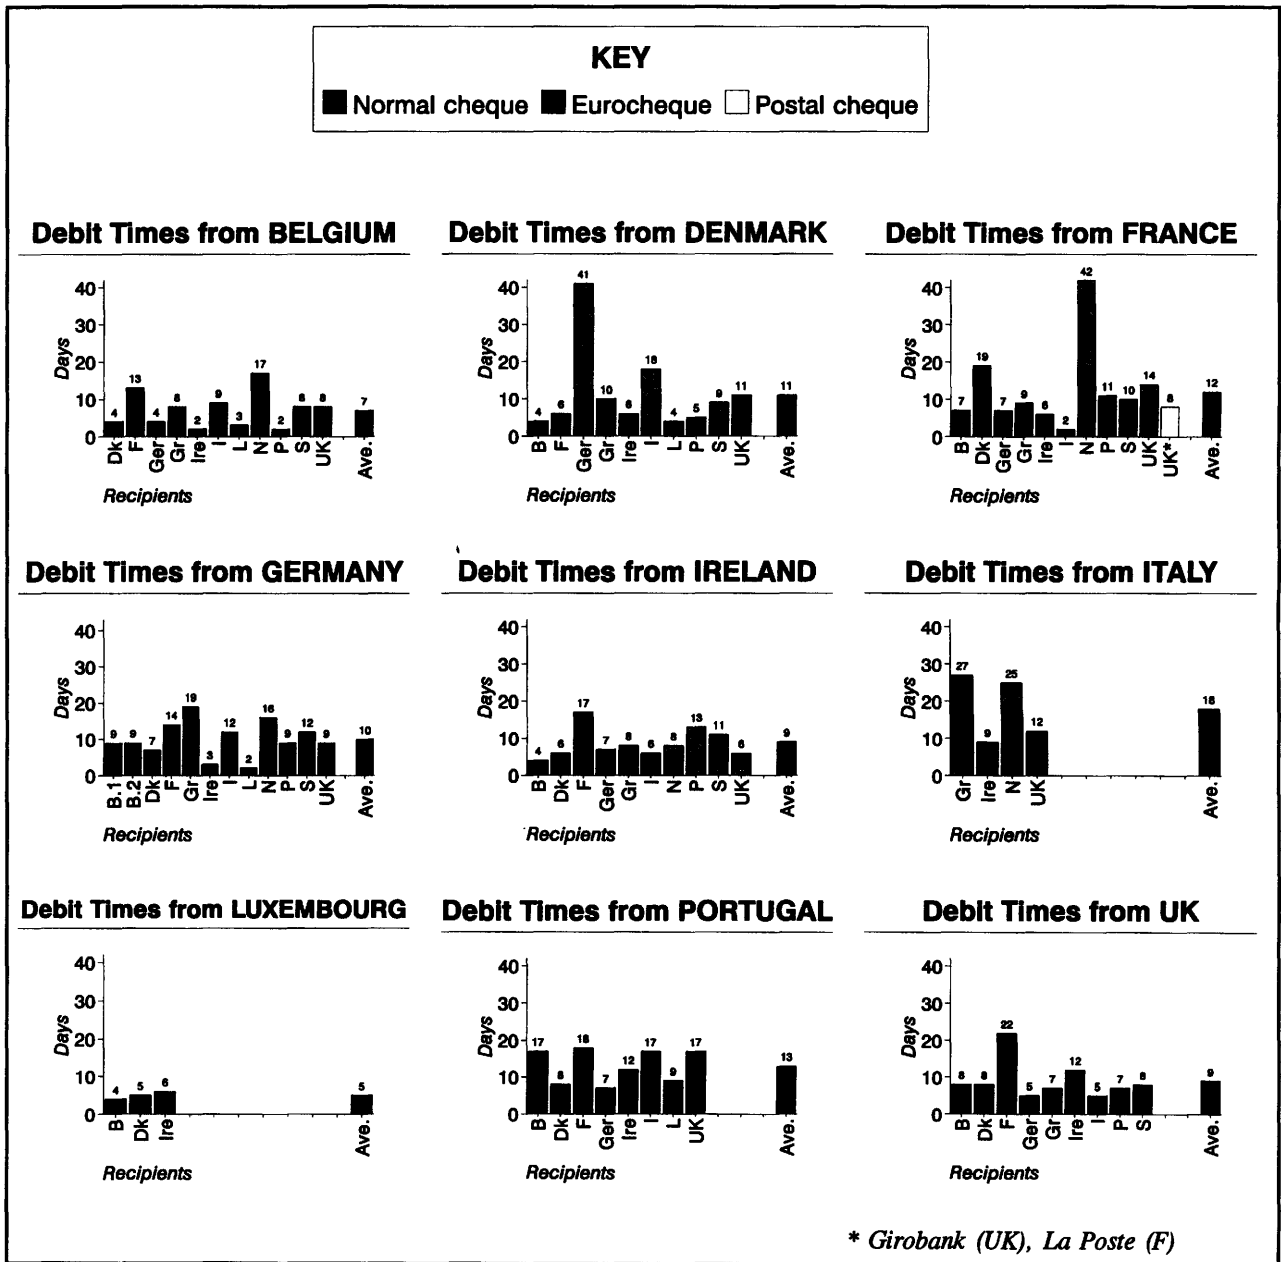 KEY
Normal cheque Eurocheque Postal cheque
Debit Times from BELGIUM
Days
40
30
20
10
0
4 13 4 8 2 9 3 17 2 8 8 7
Dk F Ger Gr Ire I L N P S UK Ave.
Recipients
Debit Times from DENMARK
Days
40
30
20
10
0
4 6 41 10 6 18 4 5 9 11 11
B F Ger Gr Ire I L P S UK Ave.
Recipients
Debit Times from FRANCE
Days
40
30
20
10
0
7 19 7 9 6 2 42 11 10 14 8 12
B Dk Ger Gr Ire I N P S UK UK* Ave.
Recipients
Debit Times from GERMANY
Days
40
30
20
10
0
9 9 7 14 19 3 12 2 16 9 12 9 10
B.1 B.2 Dk F Gr Ire I L N P S UK Ave.
Recipients
Debit Times from IRELAND
Days
40
30
20
10
0
4 6 17 7 8 6 8 13 11 6 9
B Dk F Ger Gr I N P S UK Ave.
Recipients
Debit Times from ITALY
Days
40
30
20
10
0
27 9 25 12 18
Gr Ire N UK Ave.
Recipients
Debit Times from LUXEMBOURG
Days
40
30
20
10
0
4 5 6 5
B Dk Ire Ave.
Recipients
Debit Times from PORTUGAL
Days
40
30
20
10
0
17 8 18 7 12 17 9 17 13
B Dk F Ger Ire I L UK Ave.
Recipients
Debit Times from UK
Days
40
30
20
10
0
8 8 22 5 7 12 5 7 8 9
B Dk F Ger Gr Ire I P S Ave.
Recipients
* Girobank (UK), La Poste (F)